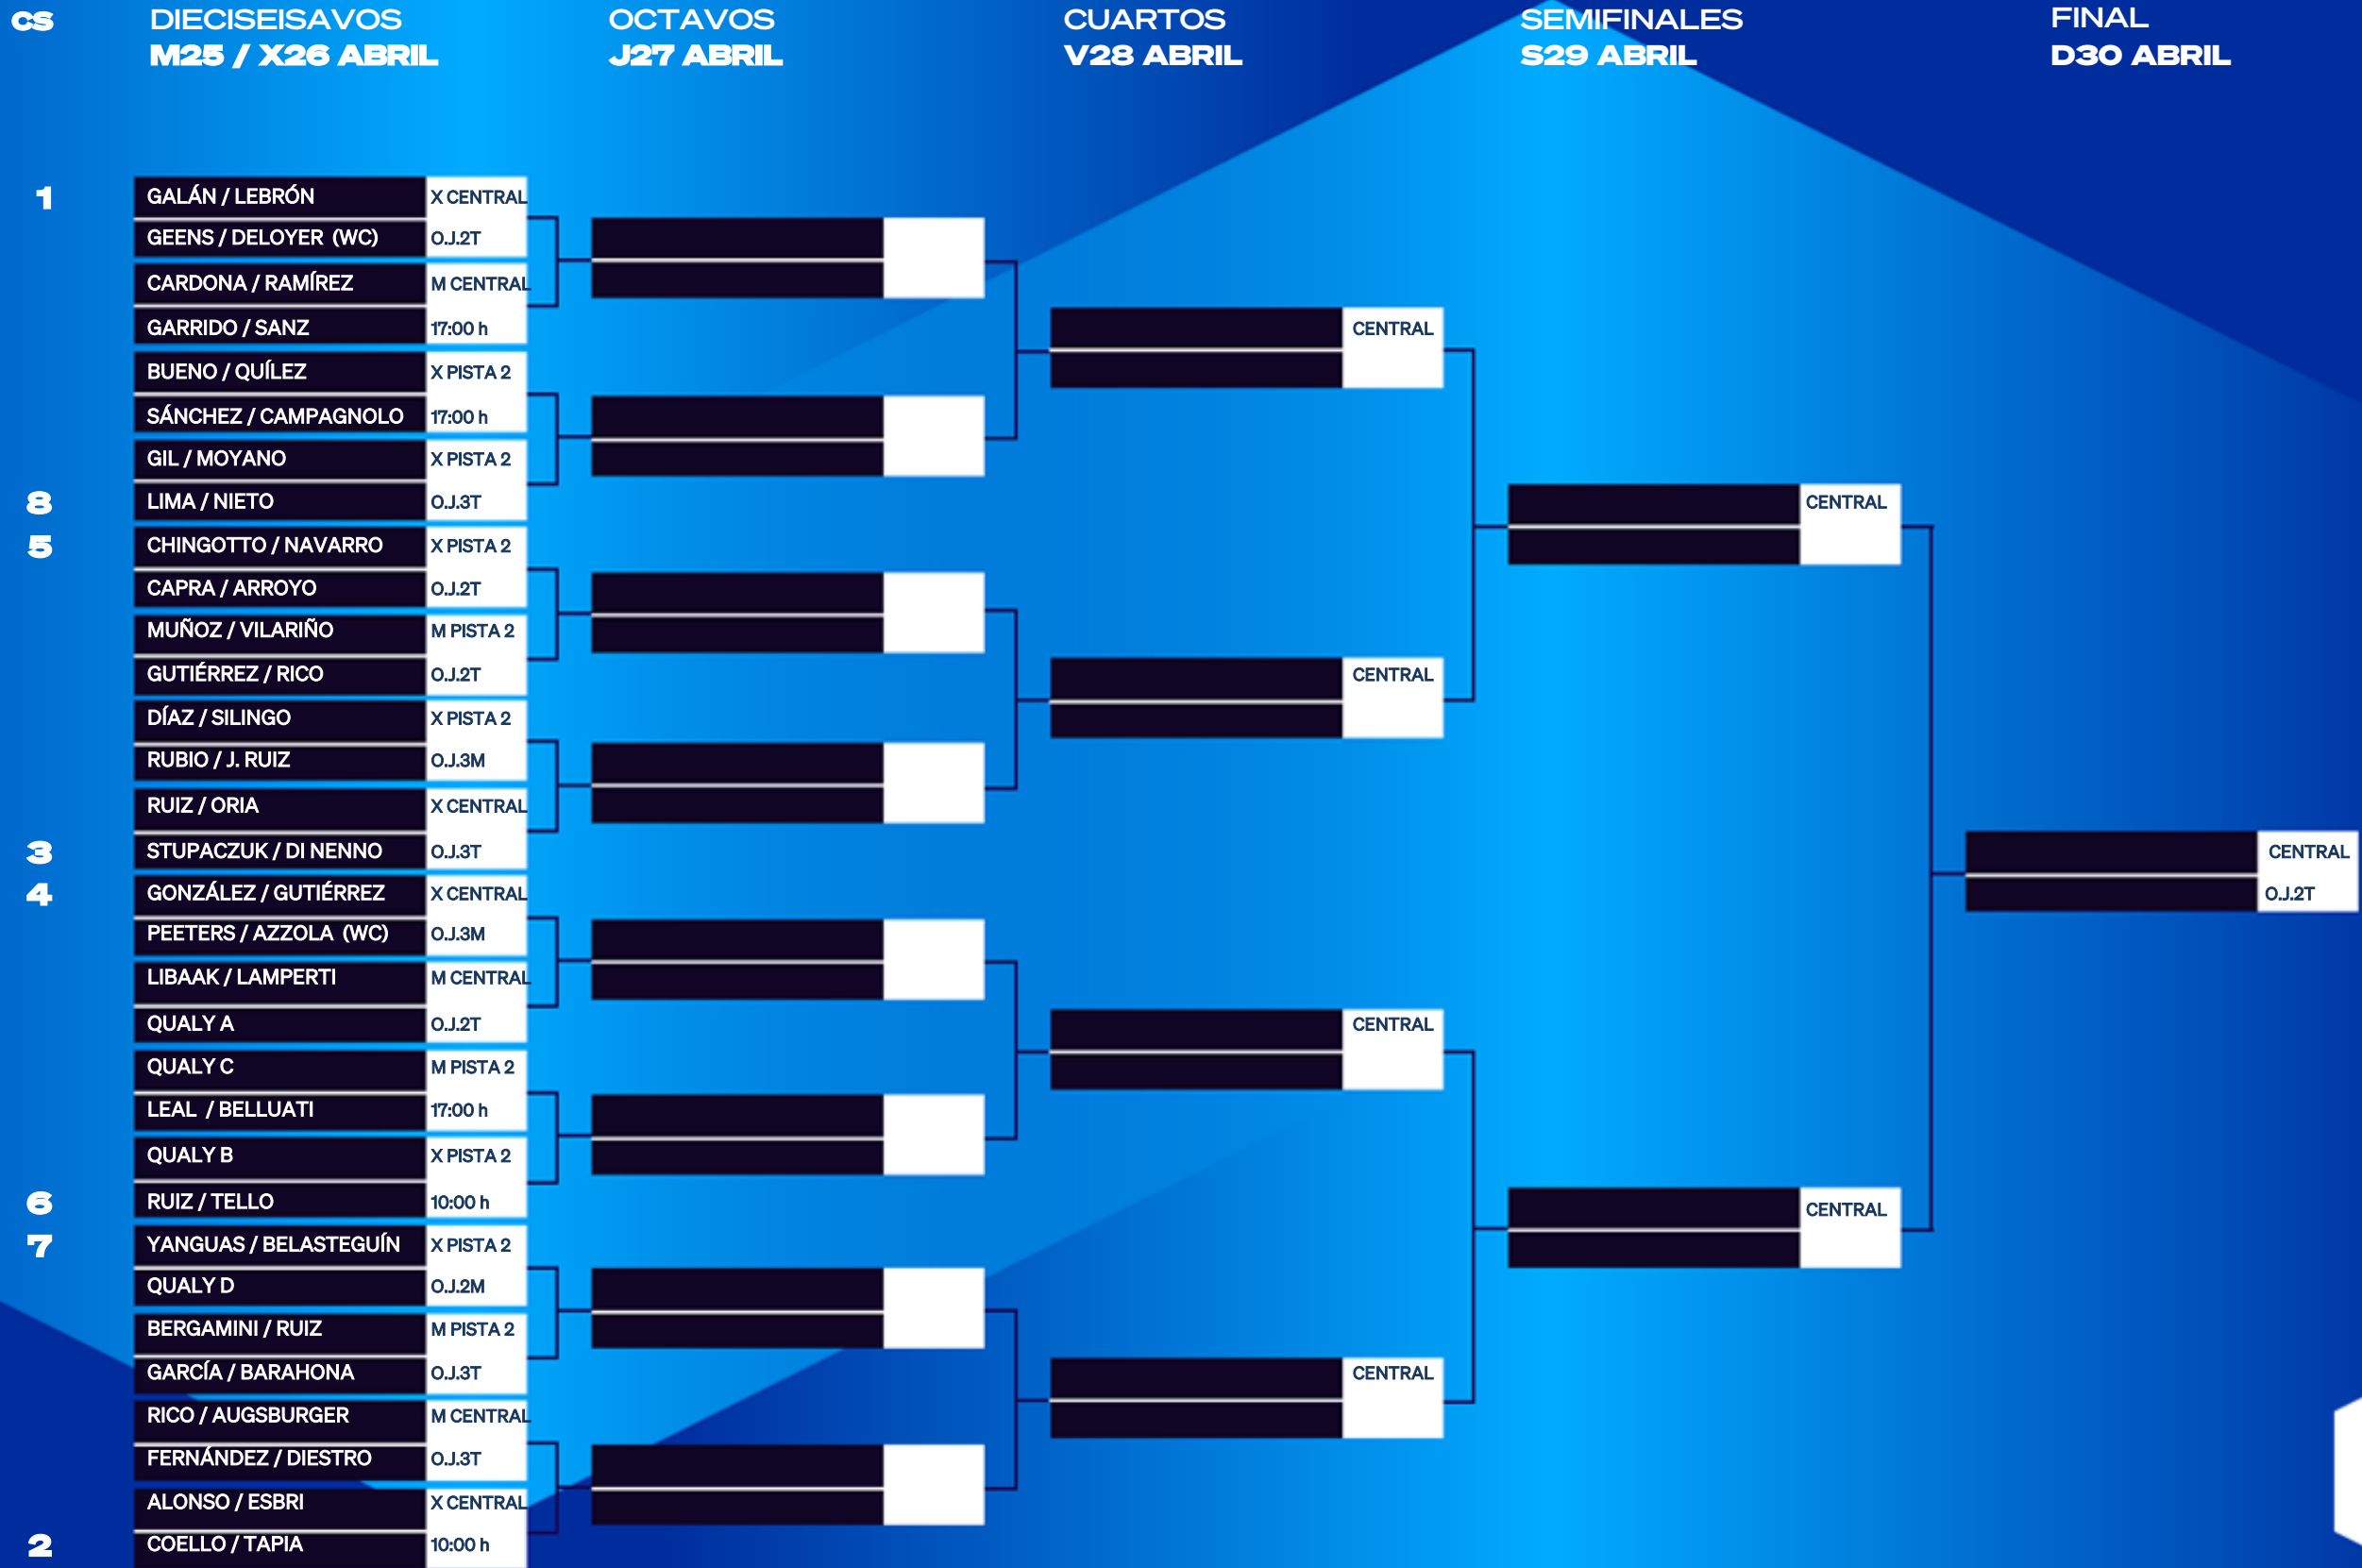 CS
DIECISEISAVOS
M25 / X26 ABRIL
OCTAVOS
J27 ABRIL
CUARTOS
V28 ABRIL
SEMIFINALES
S29 ABRIL
FINAL
D30 ABRIL
1
GALÁN / LEBRÓN X CENTRAL
GEENS / DELOYER (WC) O.J.2T
CARDONA / RAMÍREZ M CENTRAL
GARRIDO / SANZ 17:00 h
BUENO / QUÍLEZ X PISTA 2
SÁNCHEZ / CAMPAGNOLO 17:00 h
GIL / MOYANO X PISTA 2
8
LIMA / NIETO O.J.3T
5
CHINGOTTO / NAVARRO X PISTA 2
CAPRA / ARROYO O.J.2T
MUÑOZ / VILARIÑO M PISTA 2
GUTIÉRREZ / RICO O.J.2T
DÍAZ / SILINGO X PISTA 2
RUBIO / J. RUIZ O.J.3M
RUIZ / ORIA X CENTRAL
3
STUPACZUK / DI NENNO O.J.3T
4
GONZÁLEZ / GUTIÉRREZ X CENTRAL
PEETERS / AZZOLA (WC) O.J.3M
LIBAAK / LAMPERTI M CENTRAL
QUALY A O.J.2T
QUALY C M PISTA 2
LEAL / BELLUATI 17:00 h
QUALY B X PISTA 2
6
RUIZ / TELLO 10:00 h
7
YANGUAS / BELASTEGUÍN X PISTA 2
QUALY D O.J.2M
BERGAMINI / RUIZ M PISTA 2
GARCÍA / BARAHONA O.J.3T
RICO / AUGSBURGER M CENTRAL
FERNÁNDEZ / DIESTRO O.J.3T
ALONSO / ESBRI X CENTRAL
2
COELLO / TAPIA 10:00 h
CENTRAL
CENTRAL
CENTRAL
CENTRAL
CENTRAL
CENTRAL
CENTRAL
O.J.2T